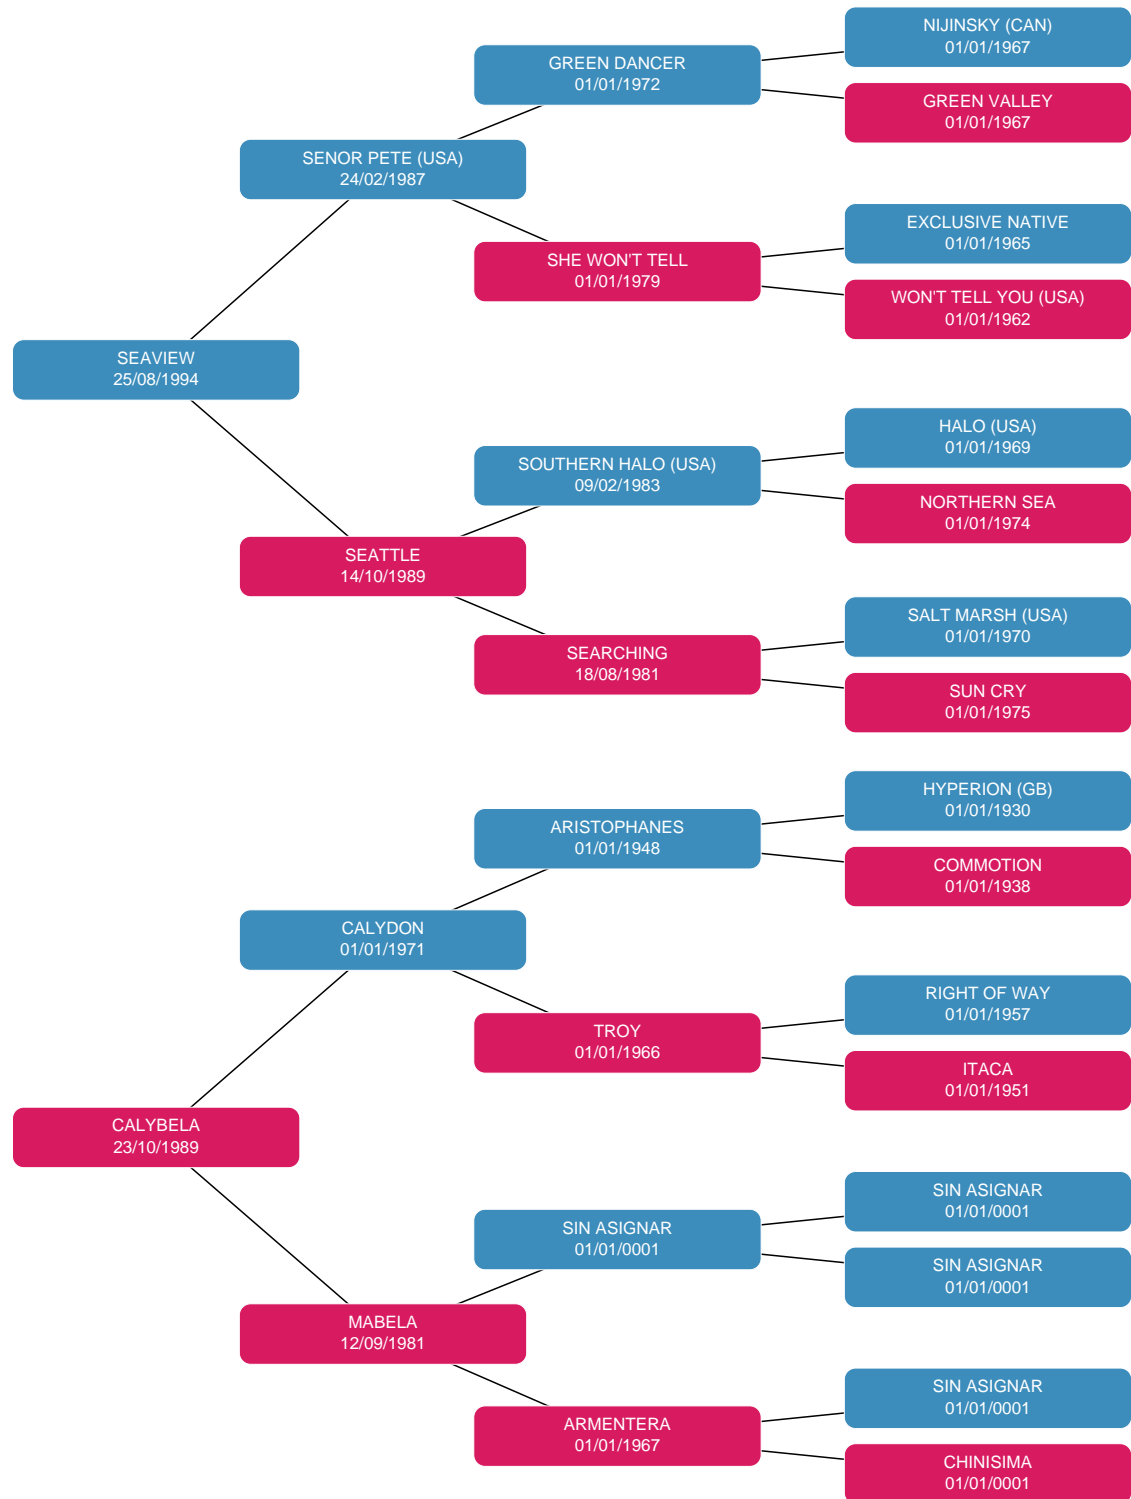 NIJINSKY (CAN)
01/01/1967
GREEN DANCER
01/01/1972
GREEN VALLEY
01/01/1967
SENOR PETE (USA)
24/02/1987
EXCLUSIVE NATIVE
01/01/1965
SHE WON'T TELL
01/01/1979
WON'T TELL YOU (USA)
01/01/1962
SEAVIEW
25/08/1994
HALO (USA)
01/01/1969
SOUTHERN HALO (USA)
09/02/1983
NORTHERN SEA
01/01/1974
SEATTLE
14/10/1989
SALT MARSH (USA)
01/01/1970
SEARCHING
18/08/1981
SUN CRY
01/01/1975
HYPERION (GB)
01/01/1930
ARISTOPHANES
01/01/1948
COMMOTION
01/01/1938
CALYDON
01/01/1971
RIGHT OF WAY
01/01/1957
TROY
01/01/1966
ITACA
01/01/1951
CALYBELA
23/10/1989
SIN ASIGNAR
01/01/0001
SIN ASIGNAR
01/01/0001
SIN ASIGNAR
01/01/0001
MABELA
12/09/1981
SIN ASIGNAR
01/01/0001
ARMENTERA
01/01/1967
CHINISIMA
01/01/0001